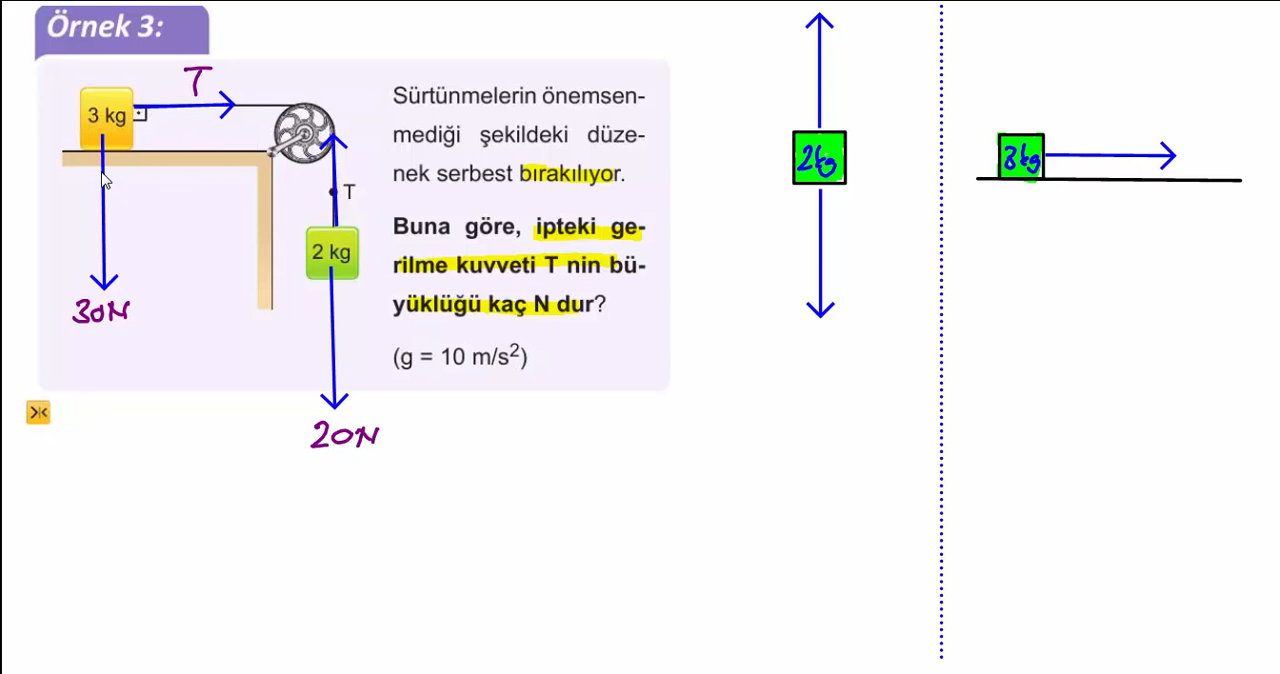 Örnek 3:
T
3 kg
T
2 kg
30N
20N
Sürtünmelerin önemsen-
mediği şekildeki düze-
nek serbest bırakılıyor.
Buna göre, ipteki ge-
rilme kuvveti T nin bü-
yüklüğü kaç N dur?
(g = 10 m/s²)
2kg
3kg